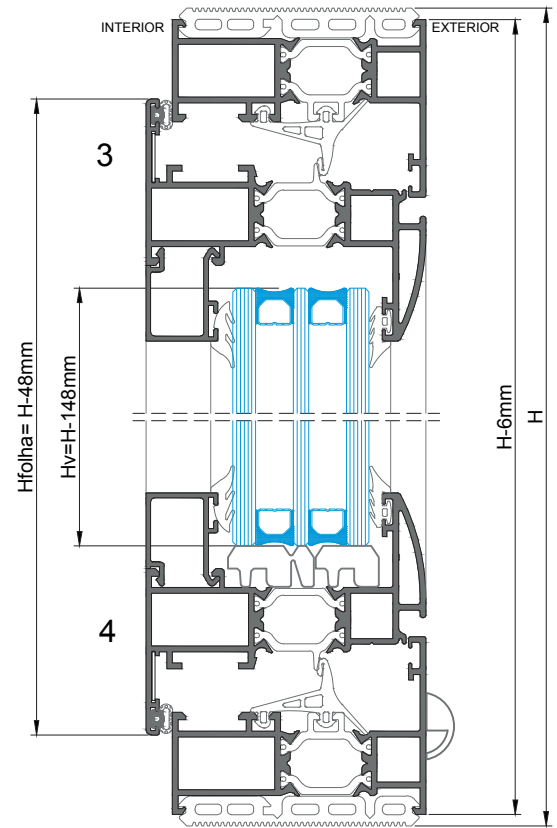 INTERIOR
EXTERIOR
3
4
Hfolha= H-48mm
Hv=H-148mm
H-6mm
H